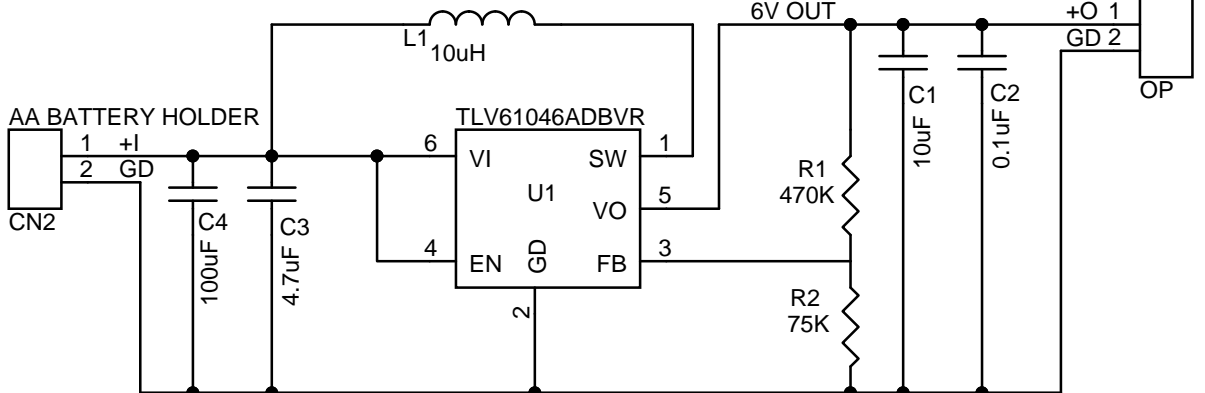 6V OUT
+O 1
GD 2
OP
L1
10uH
AA BATTERY HOLDER
1 +I
2 GD
CN2
C4
100uF
C3
4.7uF
TLV61046ADBVR
6
VI
SW
1
U1
VO
5
4
EN
GD
FB
3
2
R1
470K
R2
75K
C1
10uF
C2
0.1uF